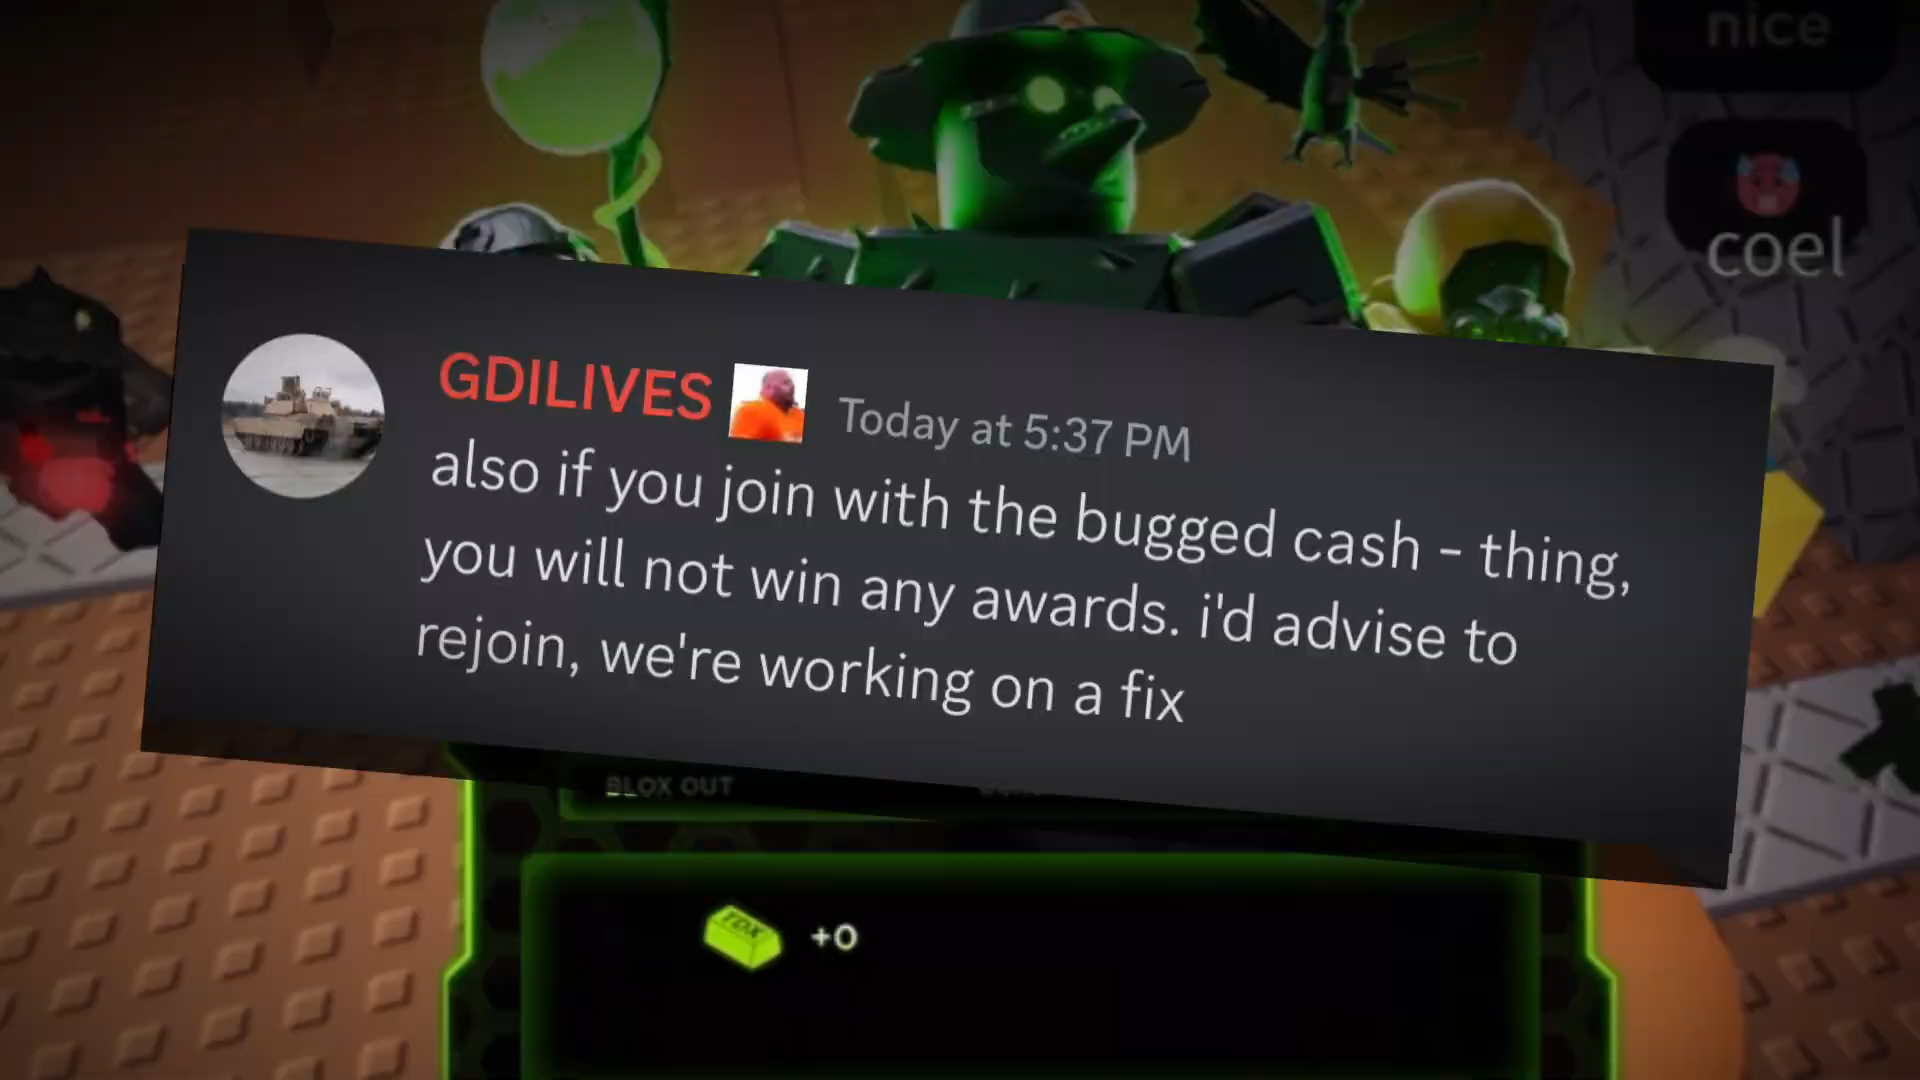 nice
coel
GDILIVES Today at 5:37 PM
also if you join with the bugged cash - thing,
you will not win any awards. i'd advise to
rejoin, we're working on a fix
BLOX OUT
TDX +0